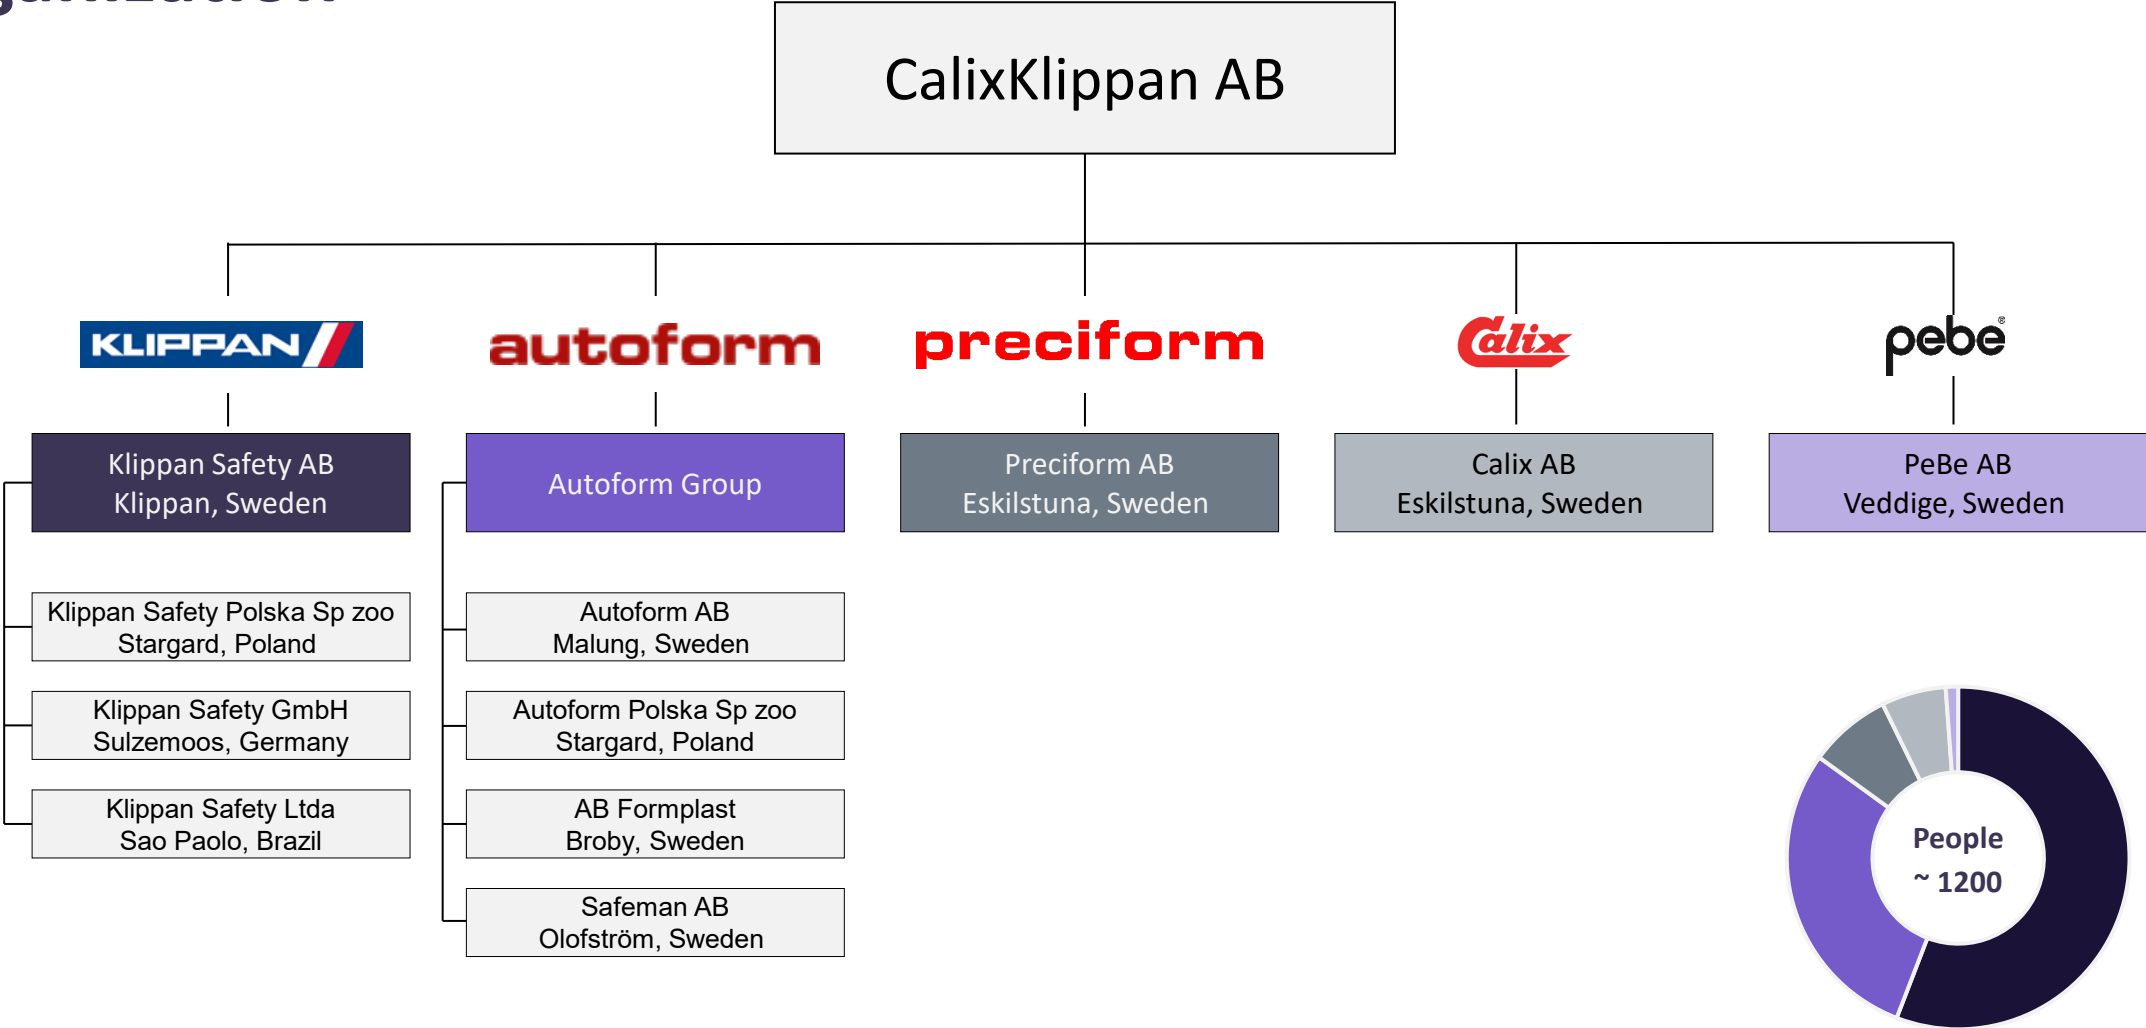 CalixKlippan AB
KLIPPAN
autoform
preciform
Calix
pebe®
Klippan Safety AB
Klippan, Sweden
Autoform Group
Preciform AB
Eskilstuna, Sweden
Calix AB
Eskilstuna, Sweden
PeBe AB
Veddige, Sweden
Klippan Safety Polska Sp zoo
Stargard, Poland
Klippan Safety GmbH
Sulzemoos, Germany
Klippan Safety Ltda
Sao Paolo, Brazil
Autoform AB
Malung, Sweden
Autoform Polska Sp zoo
Stargard, Poland
AB Formplast
Broby, Sweden
Safeman AB
Olofström, Sweden
People
~ 1200